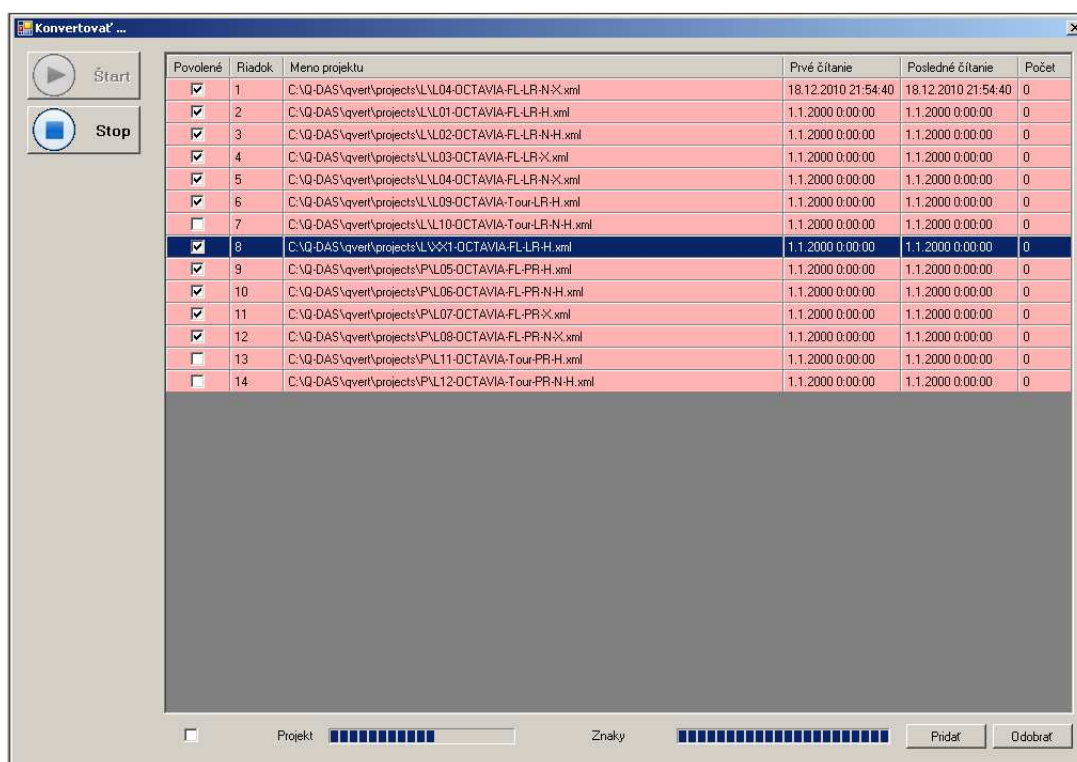 Konvertovať ...
Štart
Stop
Povolené Riadok Meno projektu Prvé čítanie Posledné čítanie Počet
1 C:\Q-DAS\qvert\projects\L\L04-OCTAVIA-FL-LR-N-X.xml 18.12.2010 21:54:40 18.12.2010 21:54:40 0
2 C:\Q-DAS\qvert\projects\L\L01-OCTAVIA-FL-LR-H.xml 1.1.2000 0:00:00 1.1.2000 0:00:00 0
3 C:\Q-DAS\qvert\projects\L\L02-OCTAVIA-FL-LR-N-H.xml 1.1.2000 0:00:00 1.1.2000 0:00:00 0
4 C:\Q-DAS\qvert\projects\L\L03-OCTAVIA-FL-LR-X.xml 1.1.2000 0:00:00 1.1.2000 0:00:00 0
5 C:\Q-DAS\qvert\projects\L\L04-OCTAVIA-FL-LR-N-X.xml 1.1.2000 0:00:00 1.1.2000 0:00:00 0
6 C:\Q-DAS\qvert\projects\L\L09-OCTAVIA-Tour-LR-H.xml 1.1.2000 0:00:00 1.1.2000 0:00:00 0
7 C:\Q-DAS\qvert\projects\L\L10-OCTAVIA-Tour-LR-N-H.xml 1.1.2000 0:00:00 1.1.2000 0:00:00 0
8 C:\Q-DAS\qvert\projects\L\XX1-OCTAVIA-FL-LR-H.xml 1.1.2000 0:00:00 1.1.2000 0:00:00 0
9 C:\Q-DAS\qvert\projects\P\L05-OCTAVIA-FL-PR-H.xml 1.1.2000 0:00:00 1.1.2000 0:00:00 0
10 C:\Q-DAS\qvert\projects\P\L06-OCTAVIA-FL-PR-N-H.xml 1.1.2000 0:00:00 1.1.2000 0:00:00 0
11 C:\Q-DAS\qvert\projects\P\L07-OCTAVIA-FL-PR-X.xml 1.1.2000 0:00:00 1.1.2000 0:00:00 0
12 C:\Q-DAS\qvert\projects\P\L08-OCTAVIA-FL-PR-N-X.xml 1.1.2000 0:00:00 1.1.2000 0:00:00 0
13 C:\Q-DAS\qvert\projects\P\L11-OCTAVIA-Tour-PR-H.xml 1.1.2000 0:00:00 1.1.2000 0:00:00 0
14 C:\Q-DAS\qvert\projects\P\L12-OCTAVIA-Tour-PR-N-H.xml 1.1.2000 0:00:00 1.1.2000 0:00:00 0
Projekt Znaky Pridať Odobrať